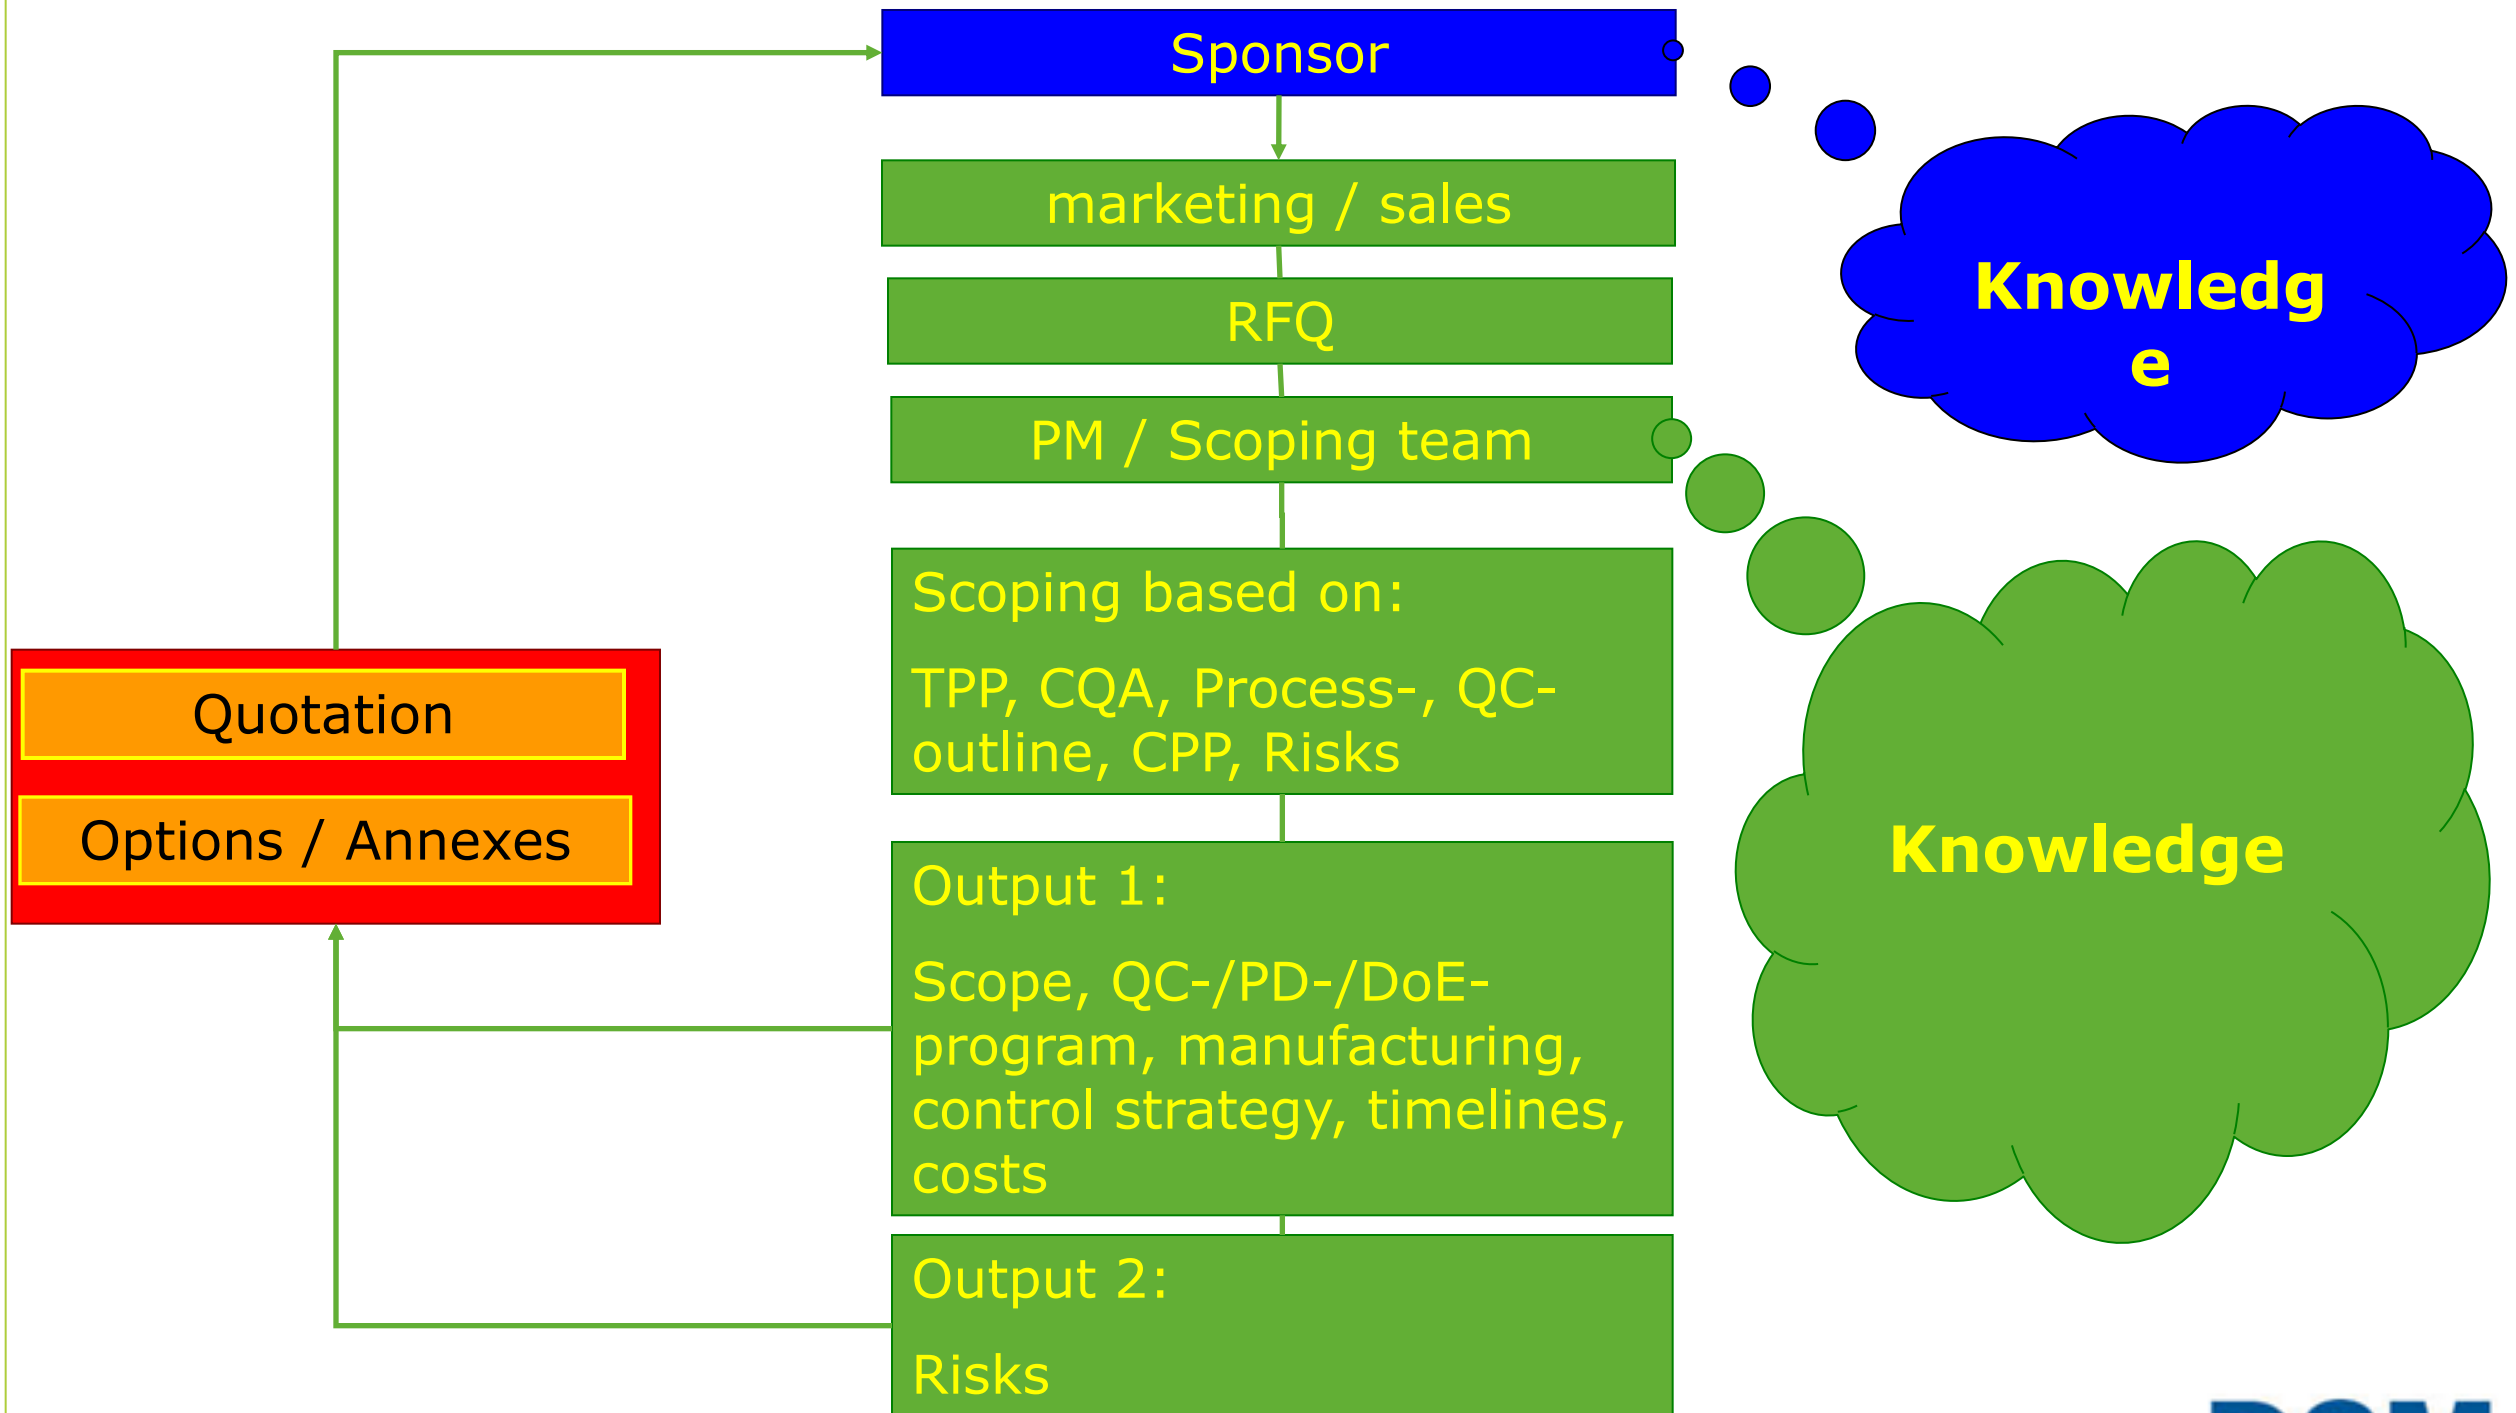 Sponsor
marketing / sales
RFQ
PM / Scoping team
Scoping based on:
TPP, CQA, Process-, QC-
outline, CPP, Risks
Output 1:
Scope, QC-/PD-/DoE-
program, manufacturing,
control strategy, timelines,
costs
Output 2:
Risks
Quotation
Options / Annexes
Knowledg
e
Knowledge